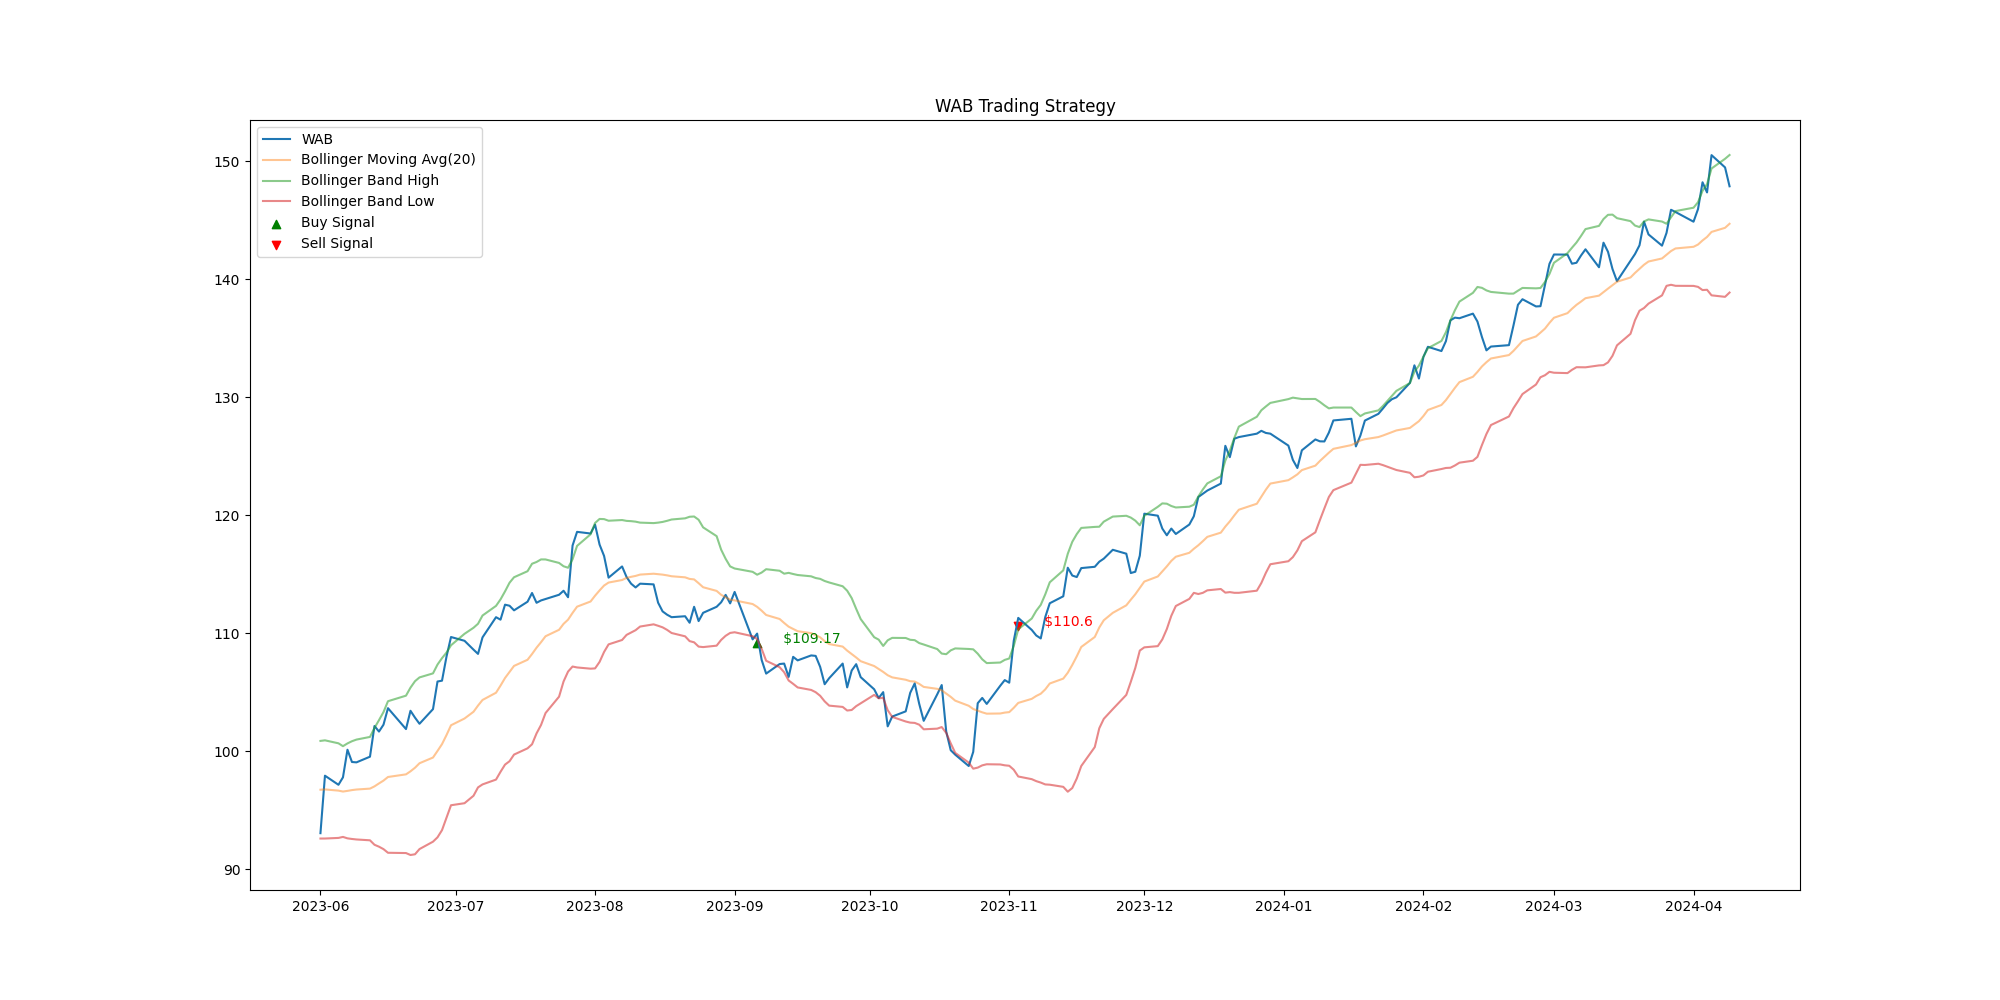 WAB Trading Strategy
WAB
Bollinger Moving Avg(20)
Bollinger Band High
Bollinger Band Low
Buy Signal
Sell Signal
150
140
130
120
110
100
90
$109.17
$110.6
2023-06 2023-07 2023-08 2023-09 2023-10 2023-11 2023-12 2024-01 2024-02 2024-03 2024-04